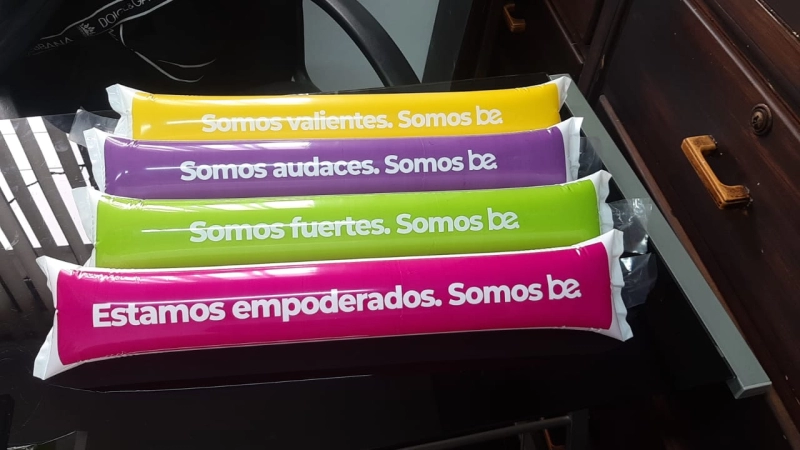 Somos valientes. Somos be.
Somos audaces. Somos be.
Somos fuertes. Somos be.
Estamos empoderados. Somos be.